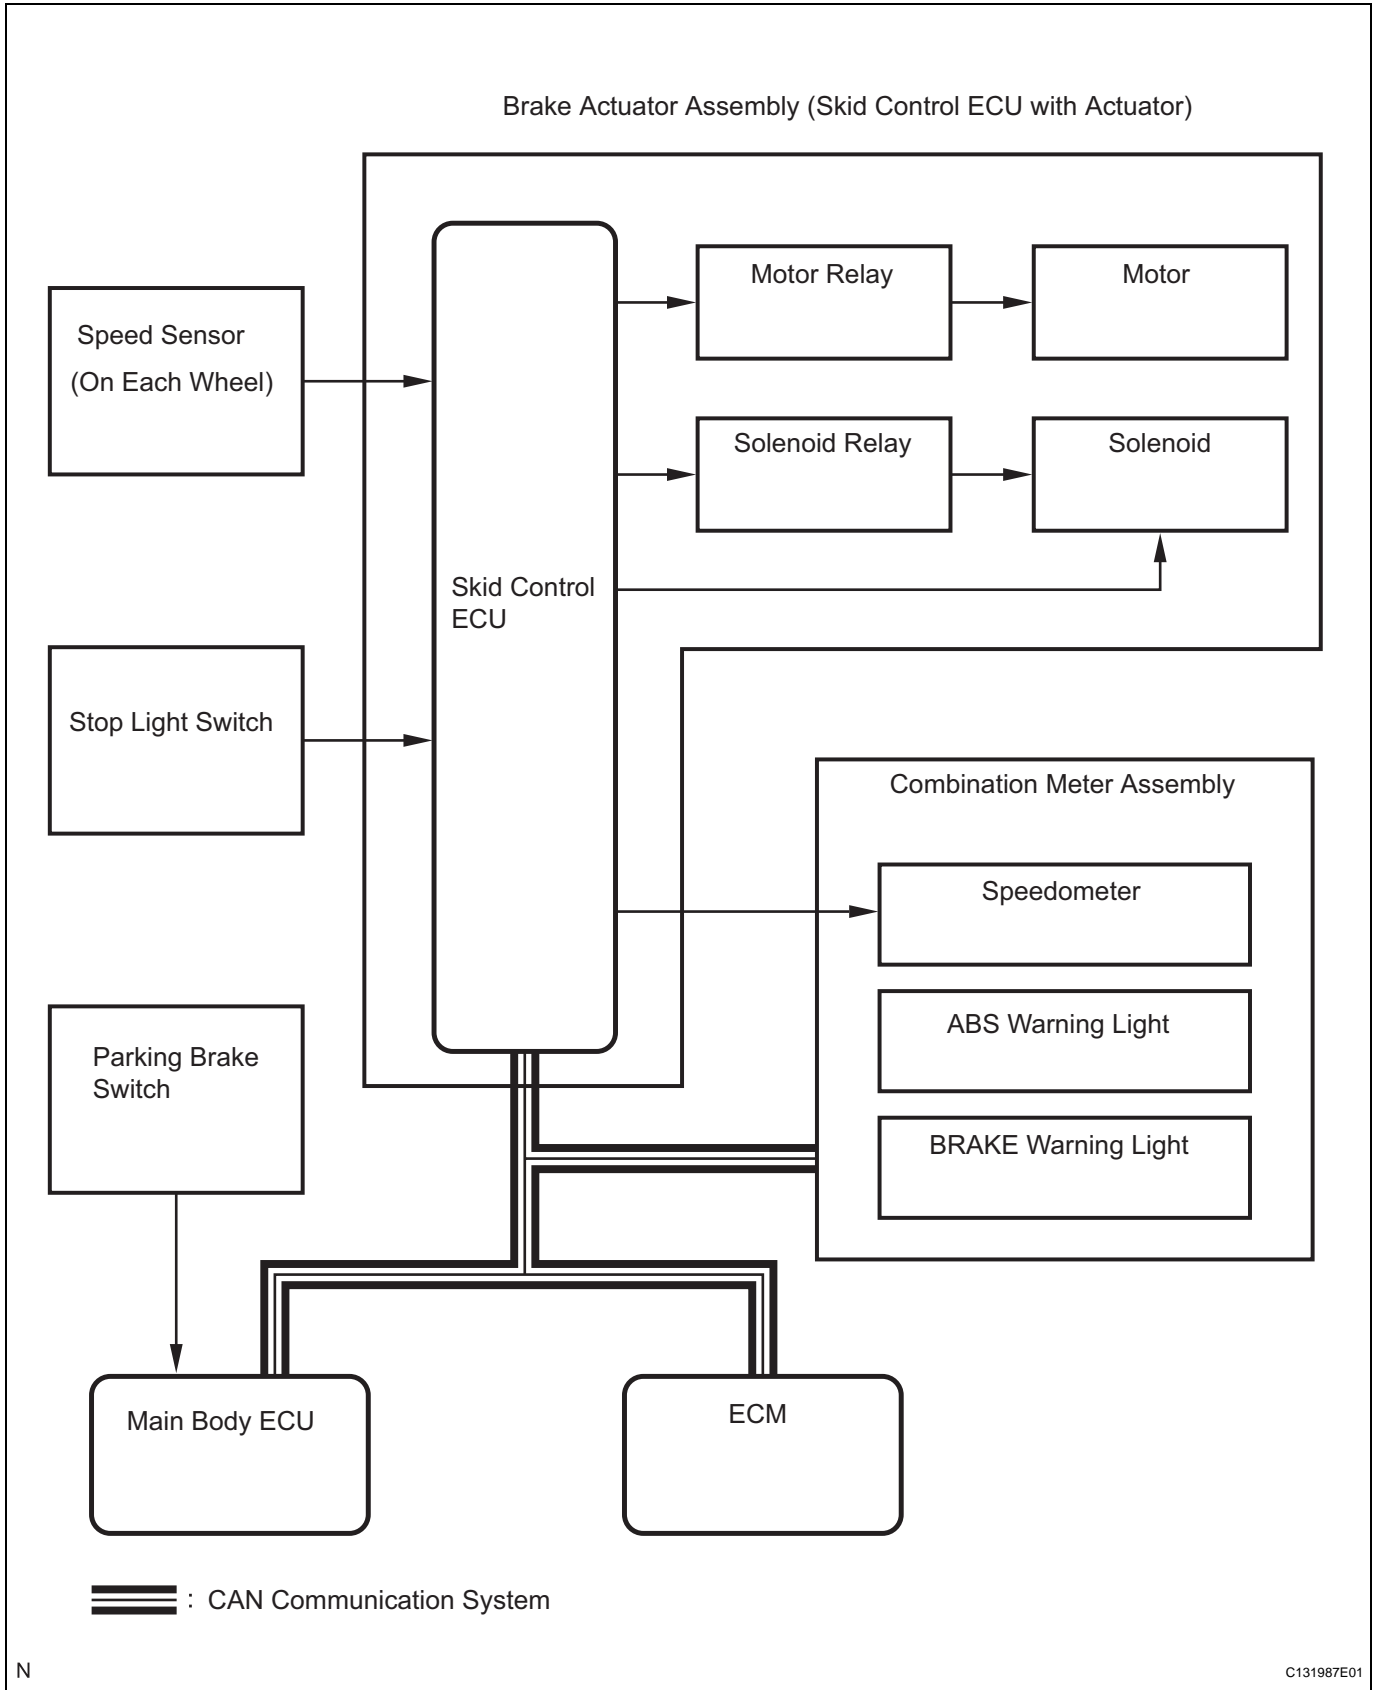 Brake Actuator Assembly (Skid Control ECU with Actuator)
Motor Relay
Motor
Speed Sensor
(On Each Wheel)
Solenoid Relay
Solenoid
Skid Control
ECU
Stop Light Switch
Combination Meter Assembly
Speedometer
ABS Warning Light
Parking Brake
Switch
BRAKE Warning Light
Main Body ECU
ECM
: CAN Communication System
N
C131987E01